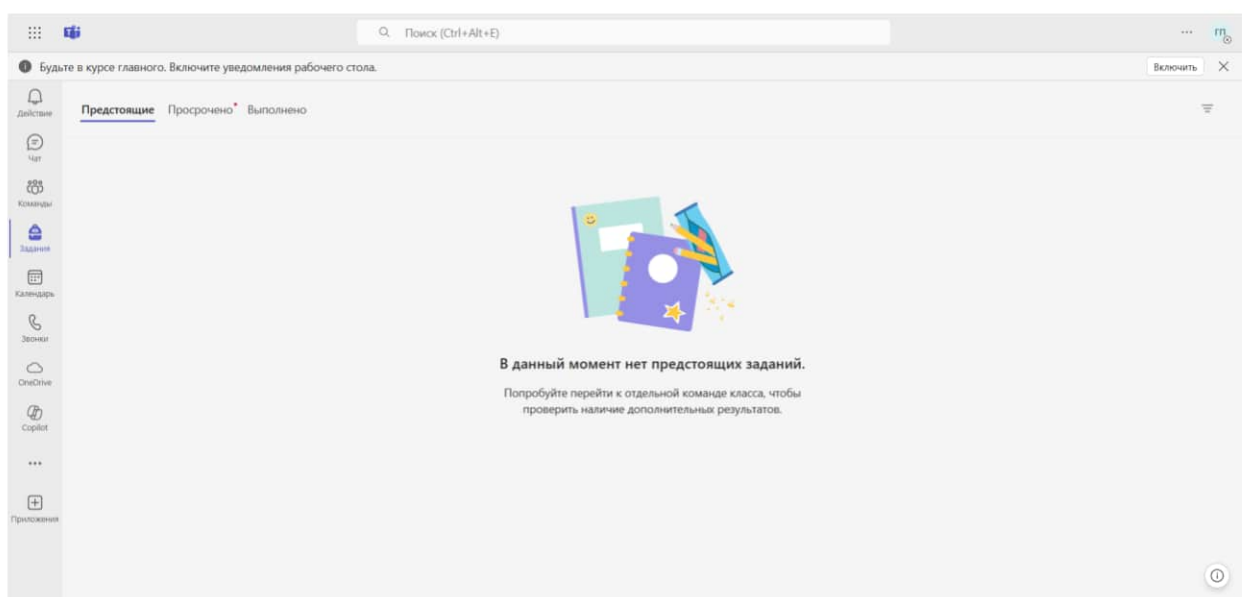 Поиск (Ctrl+Alt+E)
ГП
Будьте в курсе главного. Включите уведомления рабочего стола.
Включить
Действие
Предстоящие Просрочено Выполнено
Чат
Команды
Задания
Календарь
Звонки
OneDrive
Copilot
Приложения
В данный момент нет предстоящих заданий.
Попробуйте перейти к отдельной команде класса, чтобы
проверить наличие дополнительных результатов.